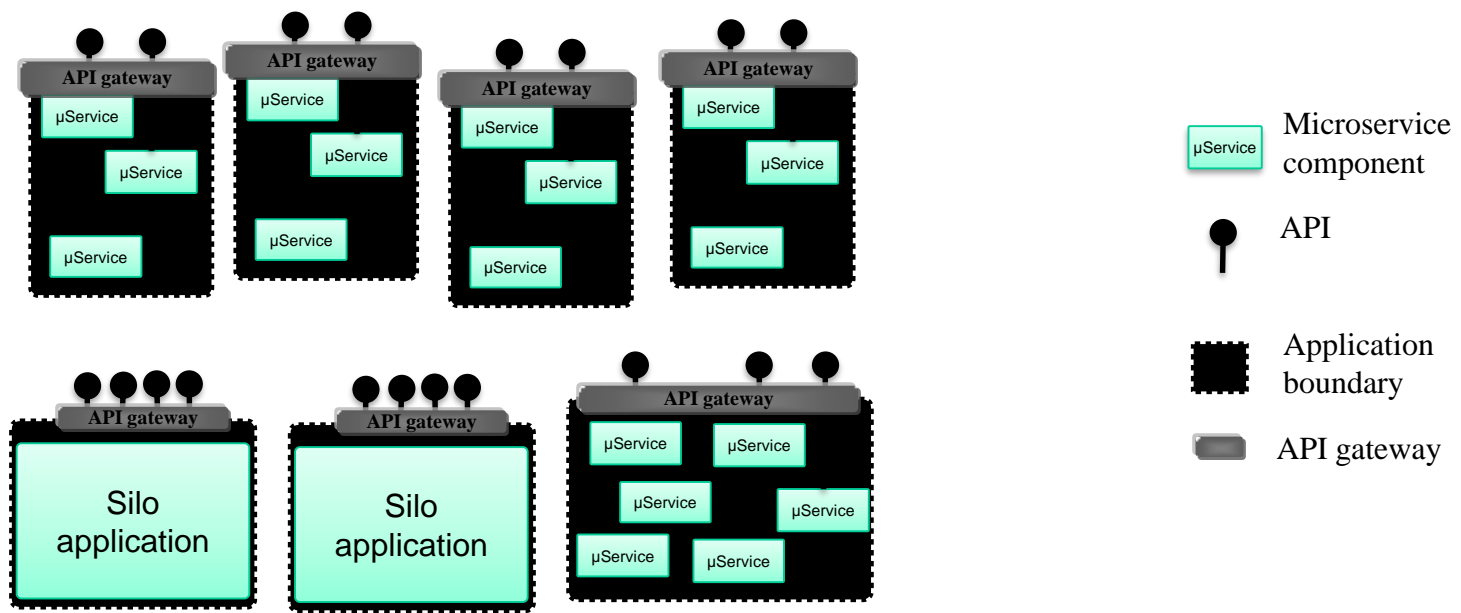 API gateway
µService
µService
µService
API gateway
µService
µService
µService
API gateway
µService
µService
µService
API gateway
µService
µService
µService
API gateway
Silo
application
API gateway
Silo
application
API gateway
µService
µService
µService
µService
µService
µService
µService
Microservice
component
API
Application
boundary
API gateway